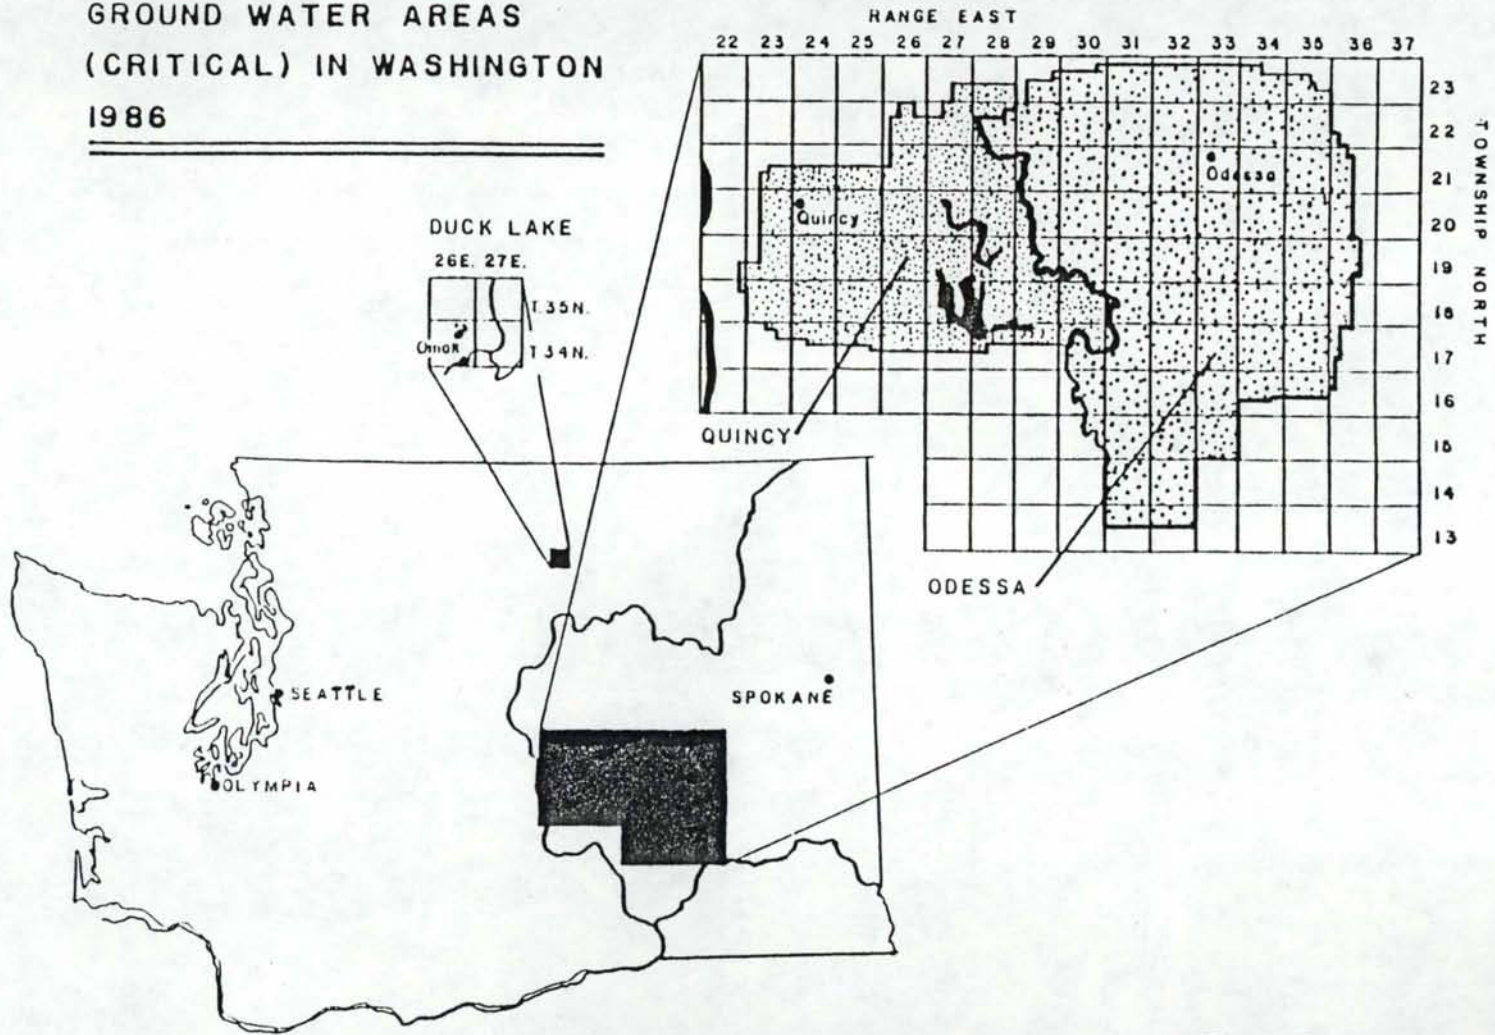 GROUND WATER AREAS
(CRITICAL) IN WASHINGTON
1986
RANGE EAST
22 23 24 25 26 27 28 29 30 31 32 33 34 35 36 37
23
22
21
20
19
18
17
16
15
14
13
TOWNSHIP NORTH
Odessa
Quincy
QUINCY
ODESSA
DUCK LAKE
26E. 27E.
T.35N.
T34N.
Omak
SEATTLE
OLYMPIA
SPOKANE